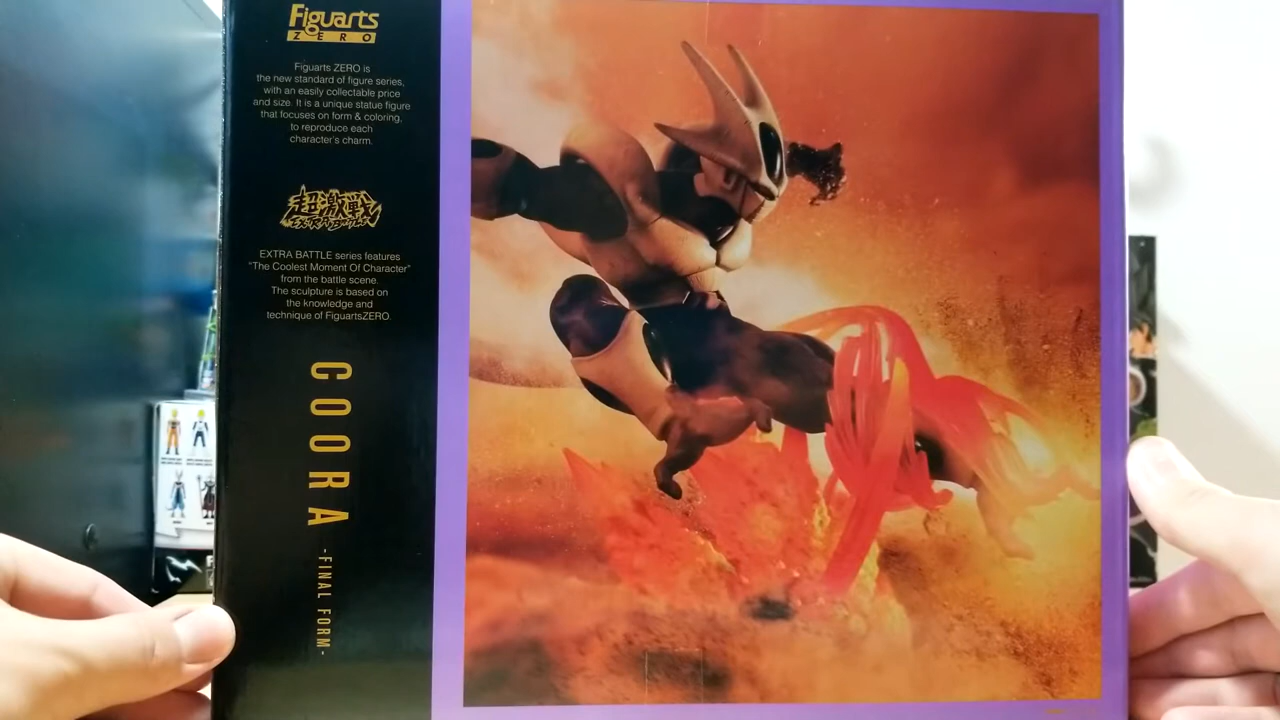 Figuarts
ZERO
Figuarts ZERO is
the new standard of figure series,
with an easily collectable price
and size. It is a unique statue figure
that focuses on form & coloring,
to reproduce each
character's charm.
超激戦
EXTRA BATTLE
EXTRA BATTLE series features
"The Coolest Moment Of Character"
from the battle scene.
The sculpture is based on
the knowledge and
technique of FiguartsZERO.
COORA
-FINAL FORM-